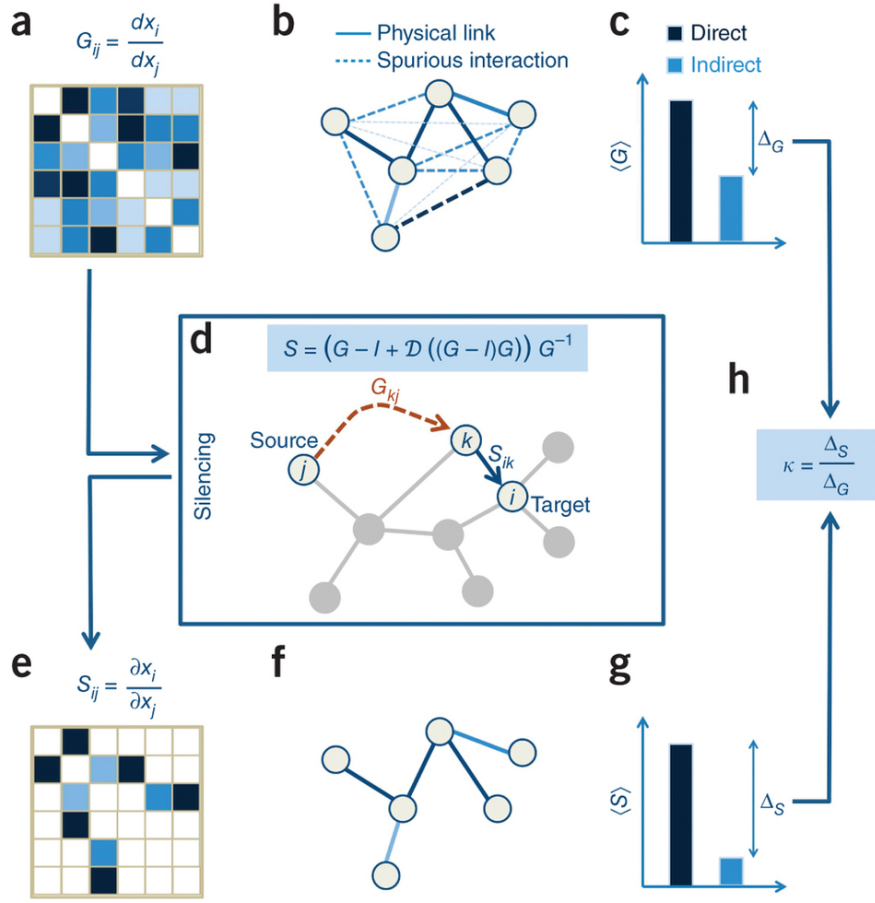 a
G_ij = dx_i / dx_j
b
Physical link
Spurious interaction
c
Direct
Indirect
⟨G⟩
Δ_G
d
S = (G – I + 𝒟 ((G – I)G)) G^–1
Silencing
G_kj
Source
j
k
S_ik
i
Target
h
κ = Δ_S / Δ_G
e
S_ij = ∂x_i / ∂x_j
f
g
⟨S⟩
Δ_S